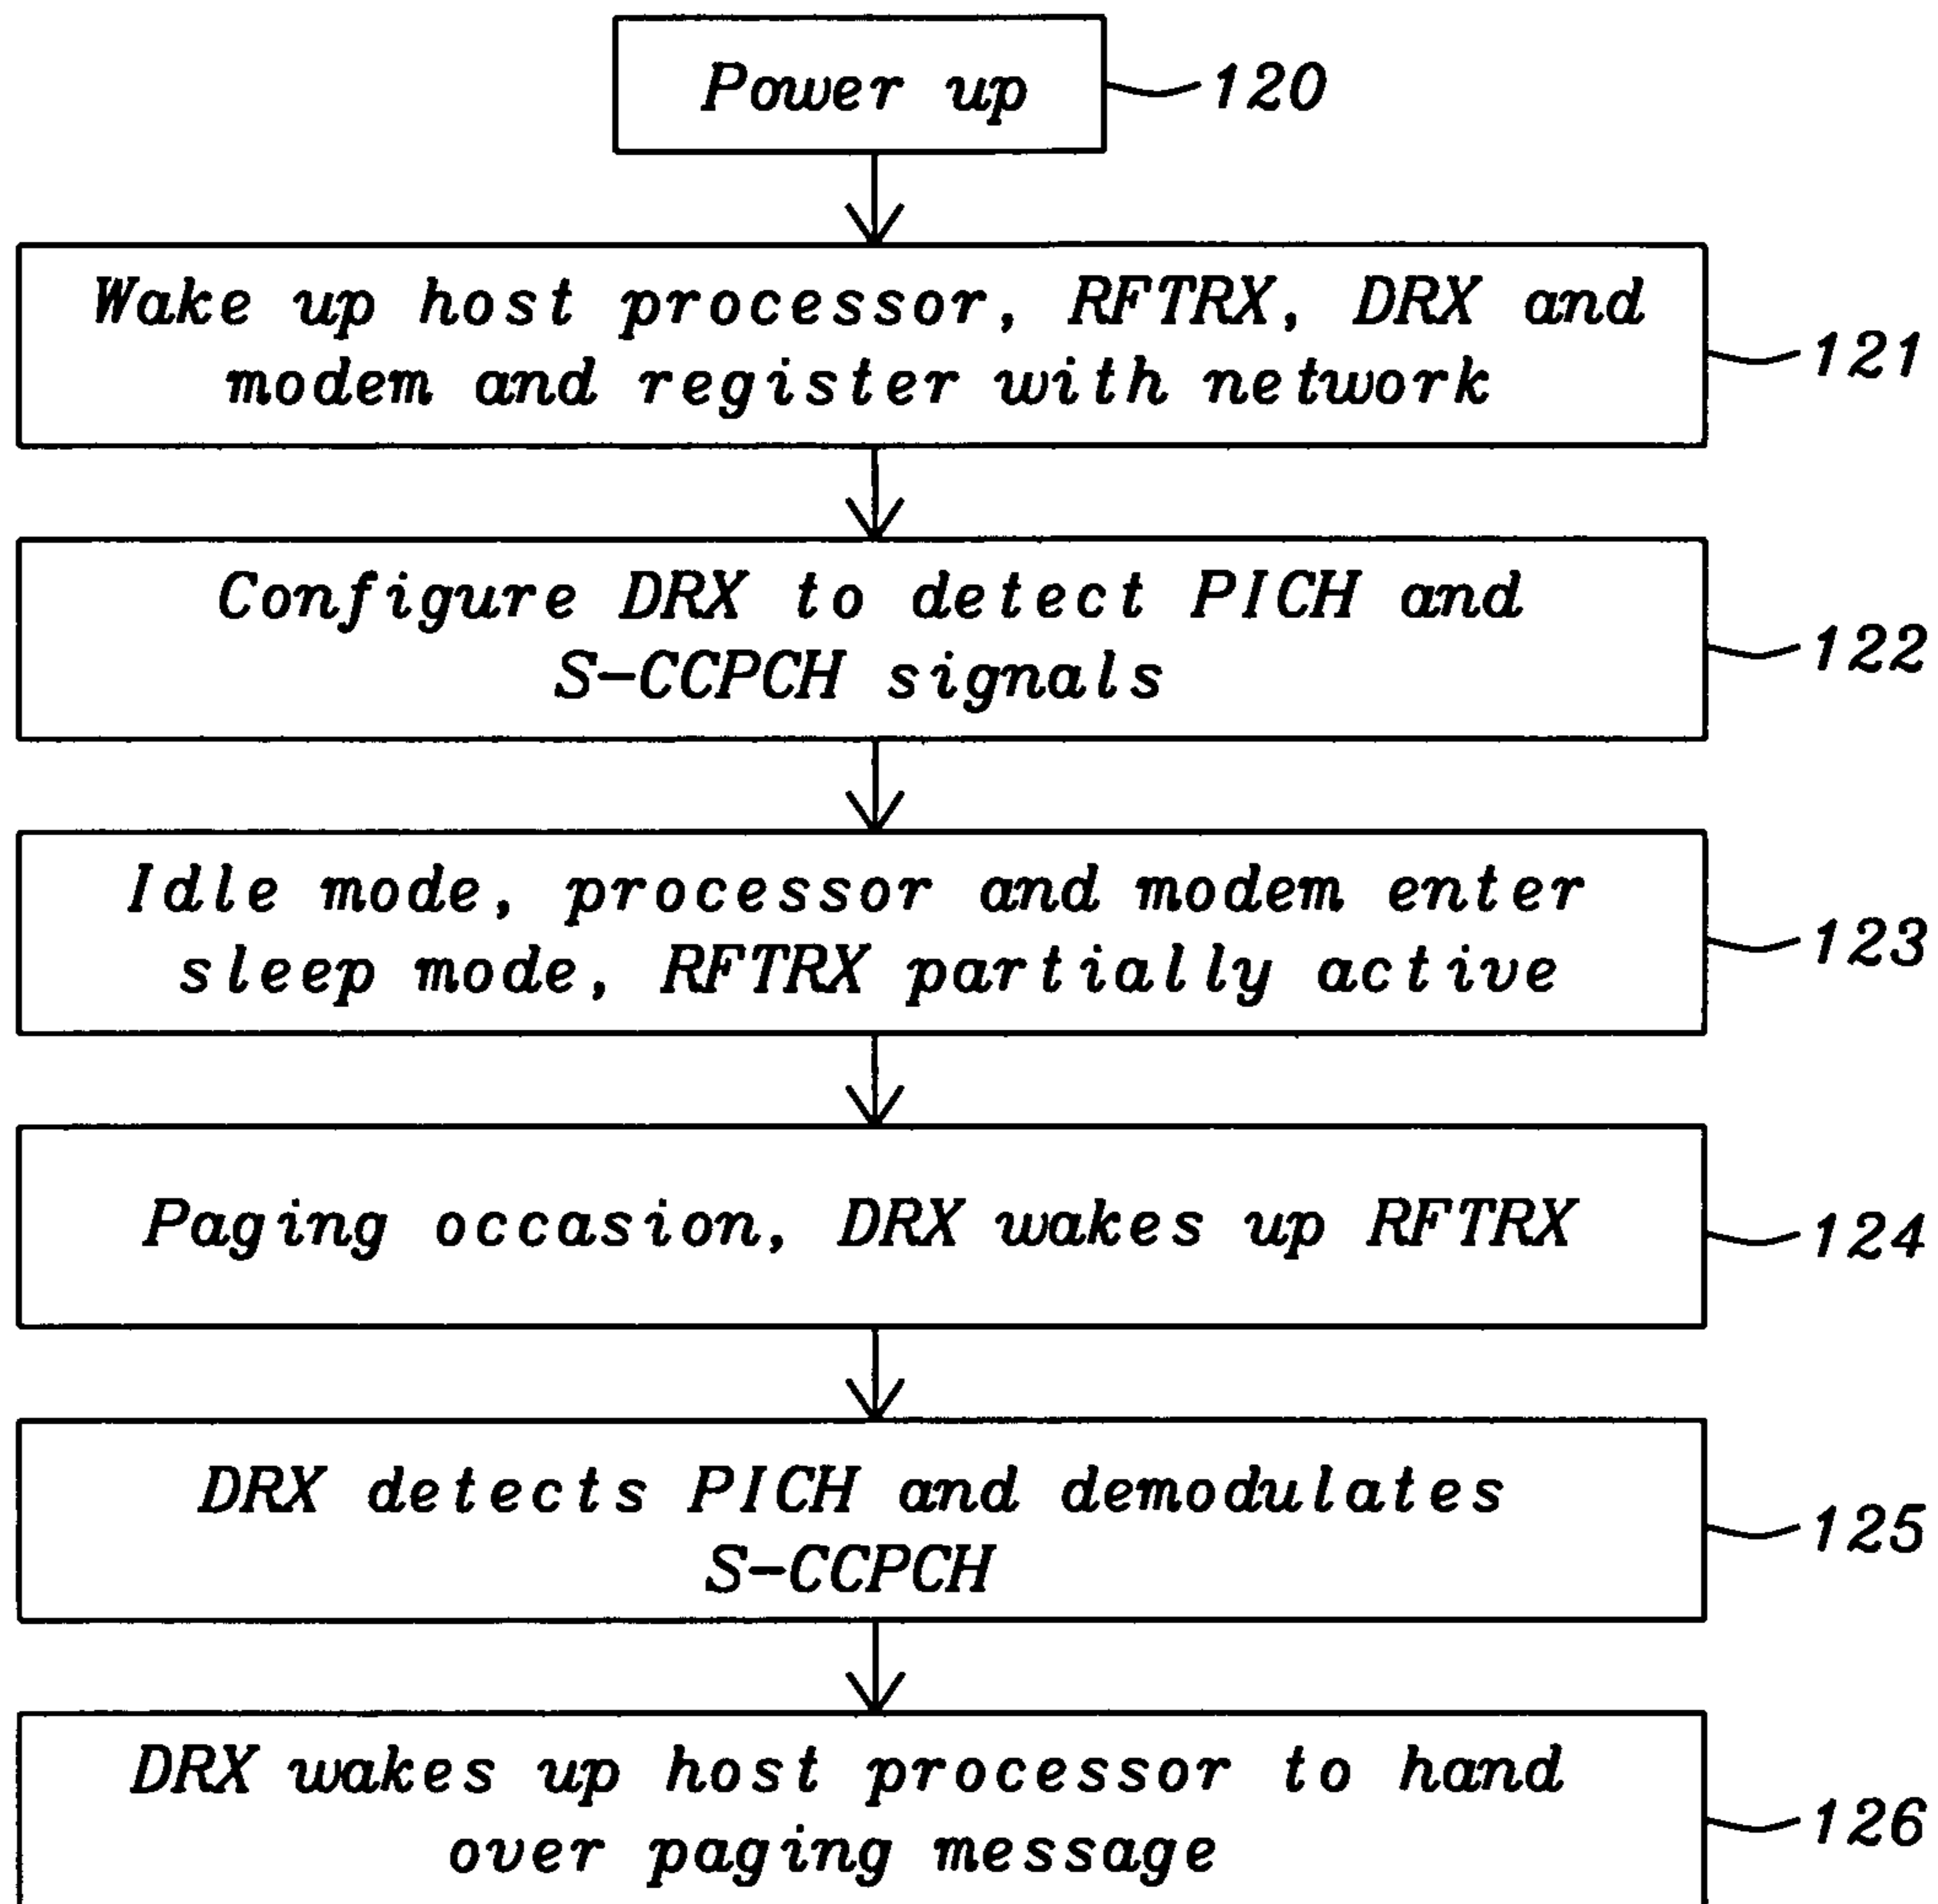 Power up
120
Wake up host processor, RFTRX, DRX and
modem and register with network
121
Configure DRX to detect PICH and
S-CCPCH signals
122
Idle mode, processor and modem enter
sleep mode, RFTRX partially active
123
Paging occasion, DRX wakes up RFTRX
124
DRX detects PICH and demodulates
S-CCPCH
125
DRX wakes up host processor to hand
over paging message
126